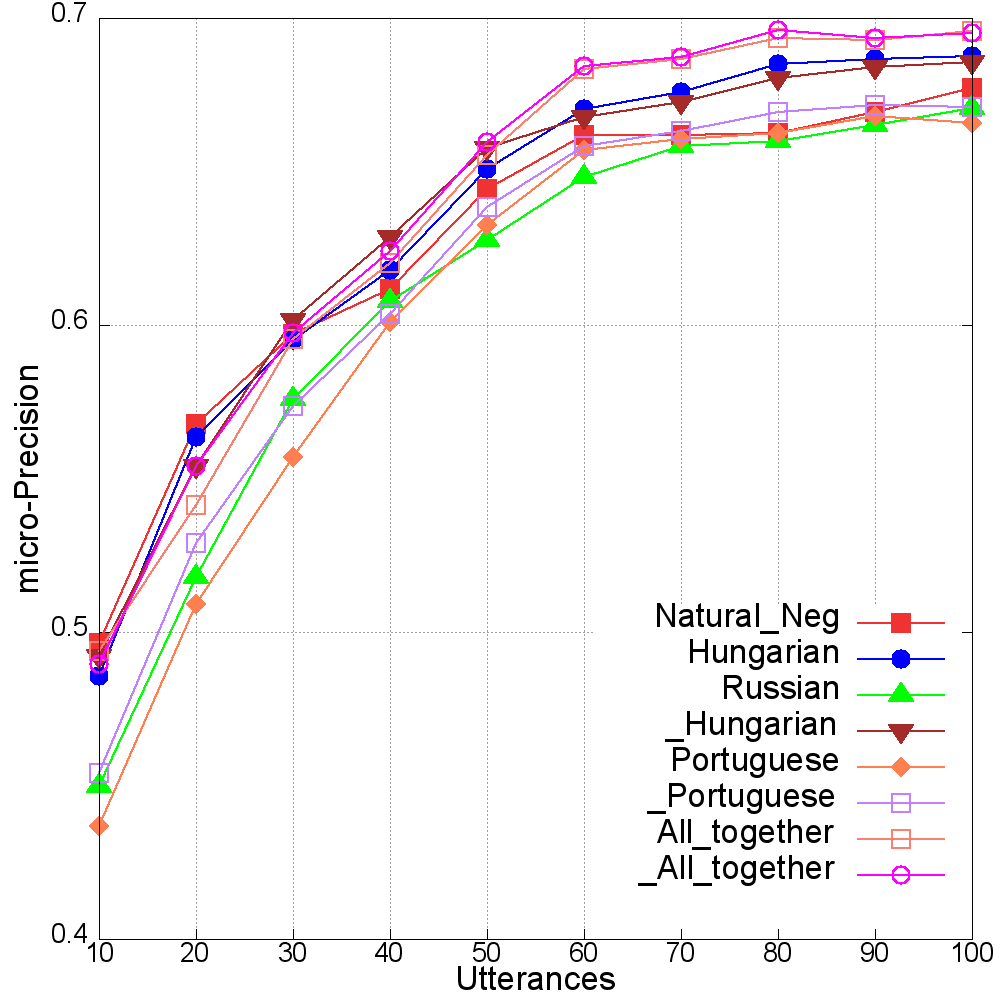 0.7
0.6
0.5
0.4
micro-Precision
Natural_Neg
Hungarian
Russian
_Hungarian
Portuguese
_Portuguese
All_together
_All_together
10 20 30 40 50 60 70 80 90 100
Utterances